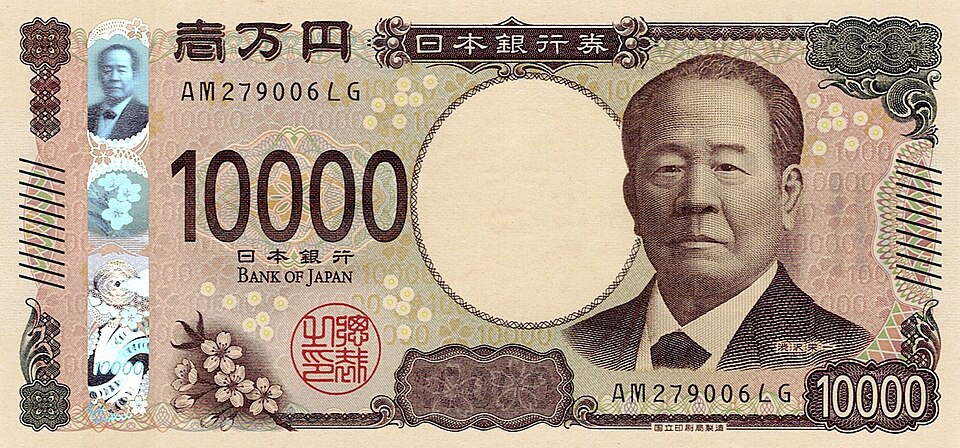 壱万円
日本銀行券
AM279006LG
10000
日本銀行
BANK OF JAPAN
総裁之印
AM279006LG
10000
国立印刷局製造